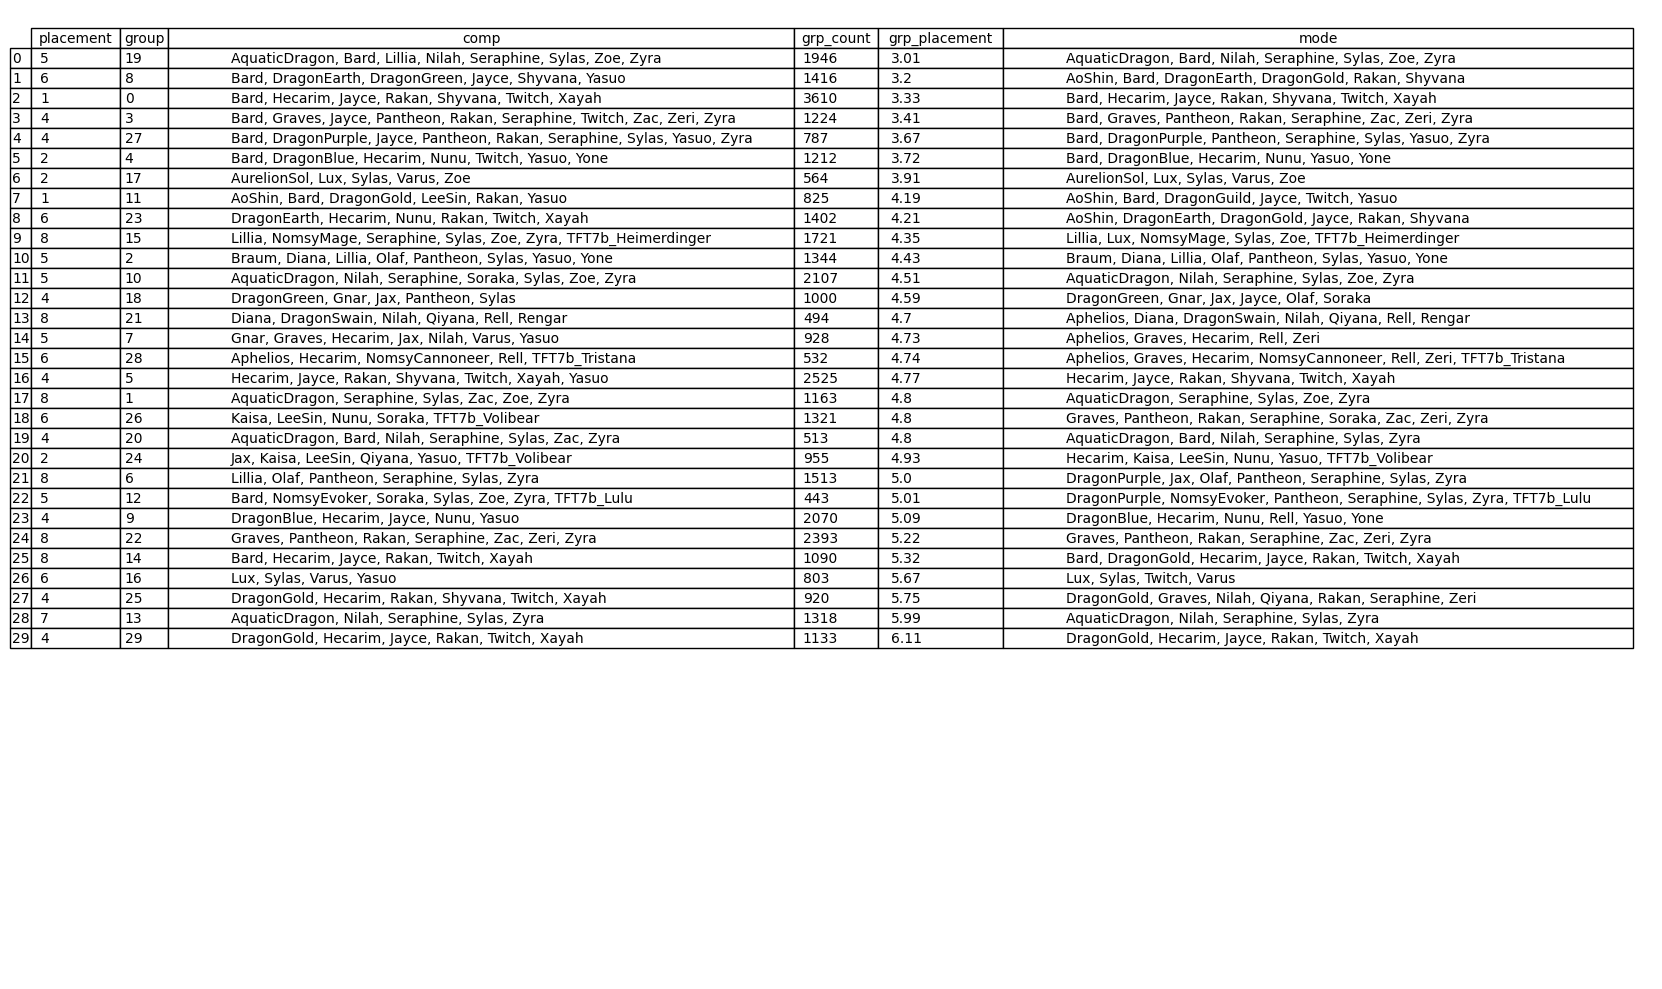 placement group comp grp_count grp_placement mode
0 5 19 AquaticDragon, Bard, Lillia, Nilah, Seraphine, Sylas, Zoe, Zyra 1946 3.01 AquaticDragon, Bard, Nilah, Seraphine, Sylas, Zoe, Zyra
1 6 8 Bard, DragonEarth, DragonGreen, Jayce, Shyvana, Yasuo 1416 3.2 AoShin, Bard, DragonEarth, DragonGold, Rakan, Shyvana
2 1 0 Bard, Hecarim, Jayce, Rakan, Shyvana, Twitch, Xayah 3610 3.33 Bard, Hecarim, Jayce, Rakan, Shyvana, Twitch, Xayah
3 4 3 Bard, Graves, Jayce, Pantheon, Rakan, Seraphine, Twitch, Zac, Zeri, Zyra 1224 3.41 Bard, Graves, Pantheon, Rakan, Seraphine, Zac, Zeri, Zyra
4 4 27 Bard, DragonPurple, Jayce, Pantheon, Rakan, Seraphine, Sylas, Yasuo, Zyra 787 3.67 Bard, DragonPurple, Pantheon, Seraphine, Sylas, Yasuo, Zyra
5 2 4 Bard, DragonBlue, Hecarim, Nunu, Twitch, Yasuo, Yone 1212 3.72 Bard, DragonBlue, Hecarim, Nunu, Yasuo, Yone
6 2 17 AurelionSol, Lux, Sylas, Varus, Zoe 564 3.91 AurelionSol, Lux, Sylas, Varus, Zoe
7 1 11 AoShin, Bard, DragonGold, LeeSin, Rakan, Yasuo 825 4.19 AoShin, Bard, DragonGuild, Jayce, Twitch, Yasuo
8 6 23 DragonEarth, Hecarim, Nunu, Rakan, Twitch, Xayah 1402 4.21 AoShin, DragonEarth, DragonGold, Jayce, Rakan, Shyvana
9 8 15 Lillia, NomsyMage, Seraphine, Sylas, Zoe, Zyra, TFT7b_Heimerdinger 1721 4.35 Lillia, Lux, NomsyMage, Sylas, Zoe, TFT7b_Heimerdinger
10 5 2 Braum, Diana, Lillia, Olaf, Pantheon, Sylas, Yasuo, Yone 1344 4.43 Braum, Diana, Lillia, Olaf, Pantheon, Sylas, Yasuo, Yone
11 5 10 AquaticDragon, Nilah, Seraphine, Soraka, Sylas, Zoe, Zyra 2107 4.51 AquaticDragon, Nilah, Seraphine, Sylas, Zoe, Zyra
12 4 18 DragonGreen, Gnar, Jax, Pantheon, Sylas 1000 4.59 DragonGreen, Gnar, Jax, Jayce, Olaf, Soraka
13 8 21 Diana, DragonSwain, Nilah, Qiyana, Rell, Rengar 494 4.7 Aphelios, Diana, DragonSwain, Nilah, Qiyana, Rell, Rengar
14 5 7 Gnar, Graves, Hecarim, Jax, Nilah, Varus, Yasuo 928 4.73 Aphelios, Graves, Hecarim, Rell, Zeri
15 6 28 Aphelios, Hecarim, NomsyCannoneer, Rell, TFT7b_Tristana 532 4.74 Aphelios, Graves, Hecarim, NomsyCannoneer, Rell, Zeri, TFT7b_Tristana
16 4 5 Hecarim, Jayce, Rakan, Shyvana, Twitch, Xayah, Yasuo 2525 4.77 Hecarim, Jayce, Rakan, Shyvana, Twitch, Xayah
17 8 1 AquaticDragon, Seraphine, Sylas, Zac, Zoe, Zyra 1163 4.8 AquaticDragon, Seraphine, Sylas, Zoe, Zyra
18 6 26 Kaisa, LeeSin, Nunu, Soraka, TFT7b_Volibear 1321 4.8 Graves, Pantheon, Rakan, Seraphine, Soraka, Zac, Zeri, Zyra
19 4 20 AquaticDragon, Bard, Nilah, Seraphine, Sylas, Zac, Zyra 513 4.8 AquaticDragon, Bard, Nilah, Seraphine, Sylas, Zyra
20 2 24 Jax, Kaisa, LeeSin, Qiyana, Yasuo, TFT7b_Volibear 955 4.93 Hecarim, Kaisa, LeeSin, Nunu, Yasuo, TFT7b_Volibear
21 8 6 Lillia, Olaf, Pantheon, Seraphine, Sylas, Zyra 1513 5.0 DragonPurple, Jax, Olaf, Pantheon, Seraphine, Sylas, Zyra
22 5 12 Bard, NomsyEvoker, Soraka, Sylas, Zoe, Zyra, TFT7b_Lulu 443 5.01 DragonPurple, NomsyEvoker, Pantheon, Seraphine, Sylas, Zyra, TFT7b_Lulu
23 4 9 DragonBlue, Hecarim, Jayce, Nunu, Yasuo 2070 5.09 DragonBlue, Hecarim, Nunu, Rell, Yasuo, Yone
24 8 22 Graves, Pantheon, Rakan, Seraphine, Zac, Zeri, Zyra 2393 5.22 Graves, Pantheon, Rakan, Seraphine, Zac, Zeri, Zyra
25 8 14 Bard, Hecarim, Jayce, Rakan, Twitch, Xayah 1090 5.32 Bard, DragonGold, Hecarim, Jayce, Rakan, Twitch, Xayah
26 6 16 Lux, Sylas, Varus, Yasuo 803 5.67 Lux, Sylas, Twitch, Varus
27 4 25 DragonGold, Hecarim, Rakan, Shyvana, Twitch, Xayah 920 5.75 DragonGold, Graves, Nilah, Qiyana, Rakan, Seraphine, Zeri
28 7 13 AquaticDragon, Nilah, Seraphine, Sylas, Zyra 1318 5.99 AquaticDragon, Nilah, Seraphine, Sylas, Zyra
29 4 29 DragonGold, Hecarim, Jayce, Rakan, Twitch, Xayah 1133 6.11 DragonGold, Hecarim, Jayce, Rakan, Twitch, Xayah